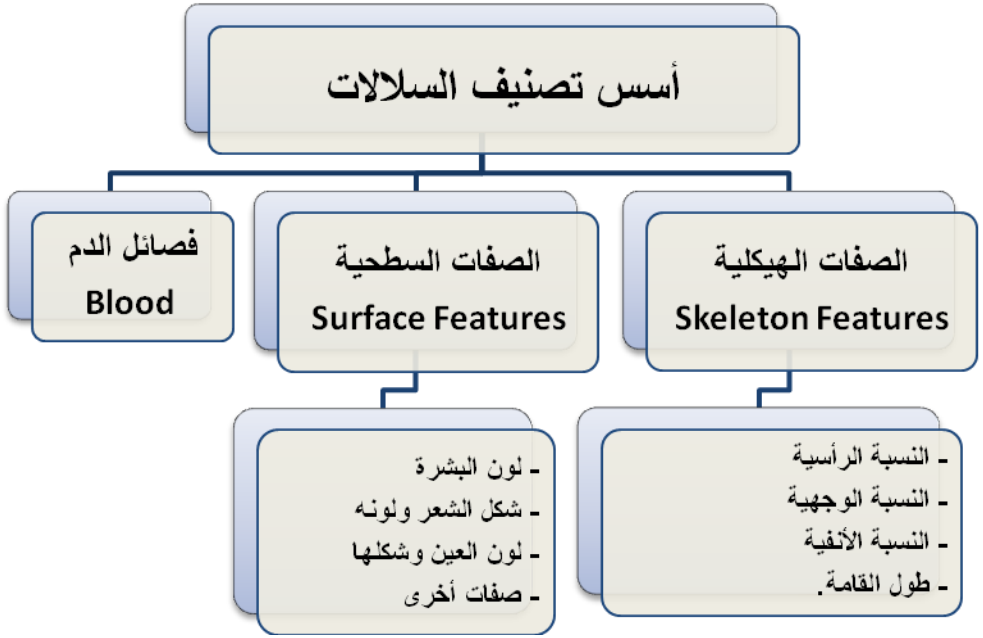 أسس تصنيف السلالات
الصفات الهيكلية
Skeleton Features
الصفات السطحية
Surface Features
فصائل الدم
Blood
- النسبة الرأسية
- النسبة الوجهية
- النسبة الأنفية
- طول القامة.
- لون البشرة
- شكل الشعر ولونه
- لون العين وشكلها
- صفات أخرى